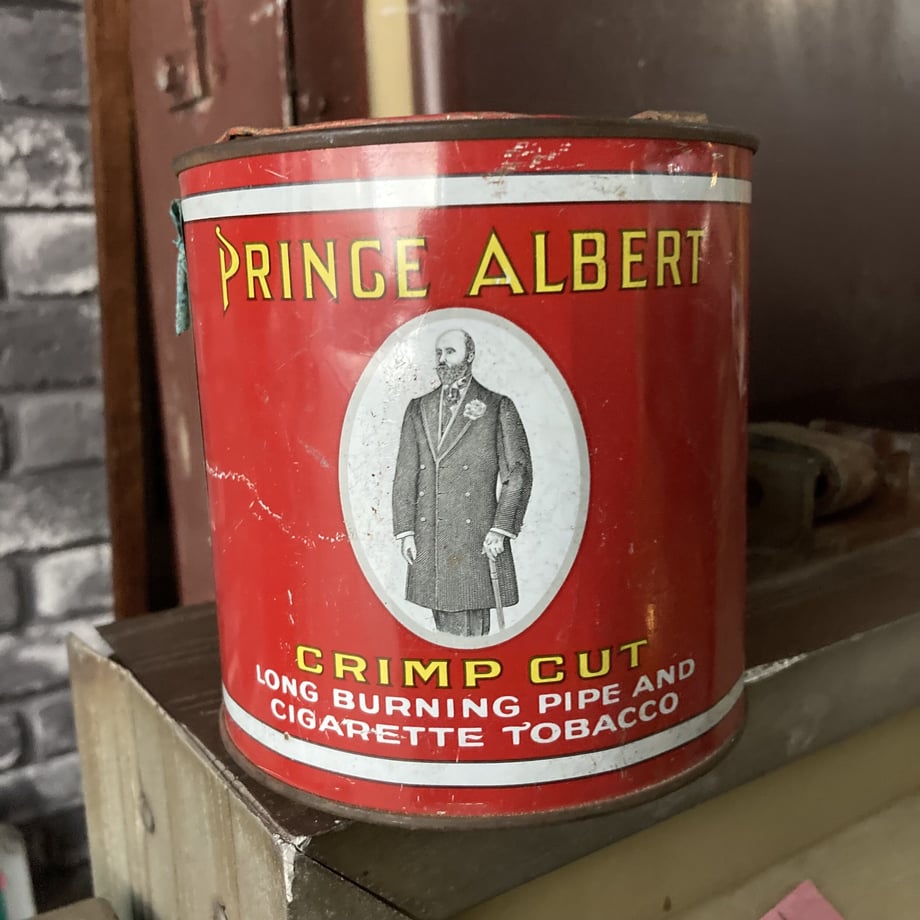 PRINCE ALBERT
CRIMP CUT
LONG BURNING PIPE AND
CIGARETTE TOBACCO